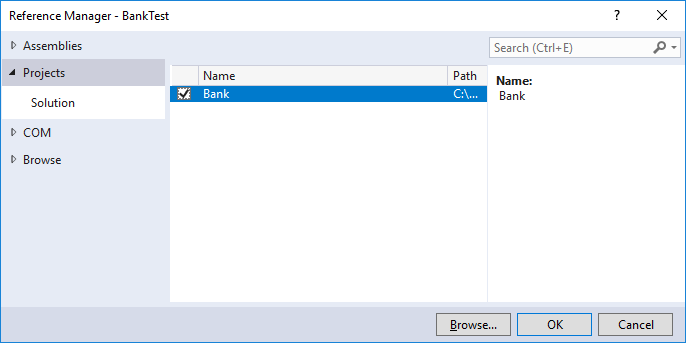 Reference Manager - BankTest
?
Assemblies
Projects
Solution
COM
Browse
Search (Ctrl+E)
Name Path
Bank C:\...
Name:
Bank
Browse... OK Cancel